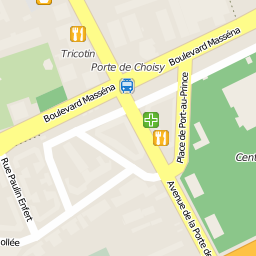 Tricotin
Porte de Choisy
Boulevard Masséna
Boulevard Masséna
Place de Port-au-Prince
Rue Paulin Enfert
Cent
Avenue de la Porte de
ollée